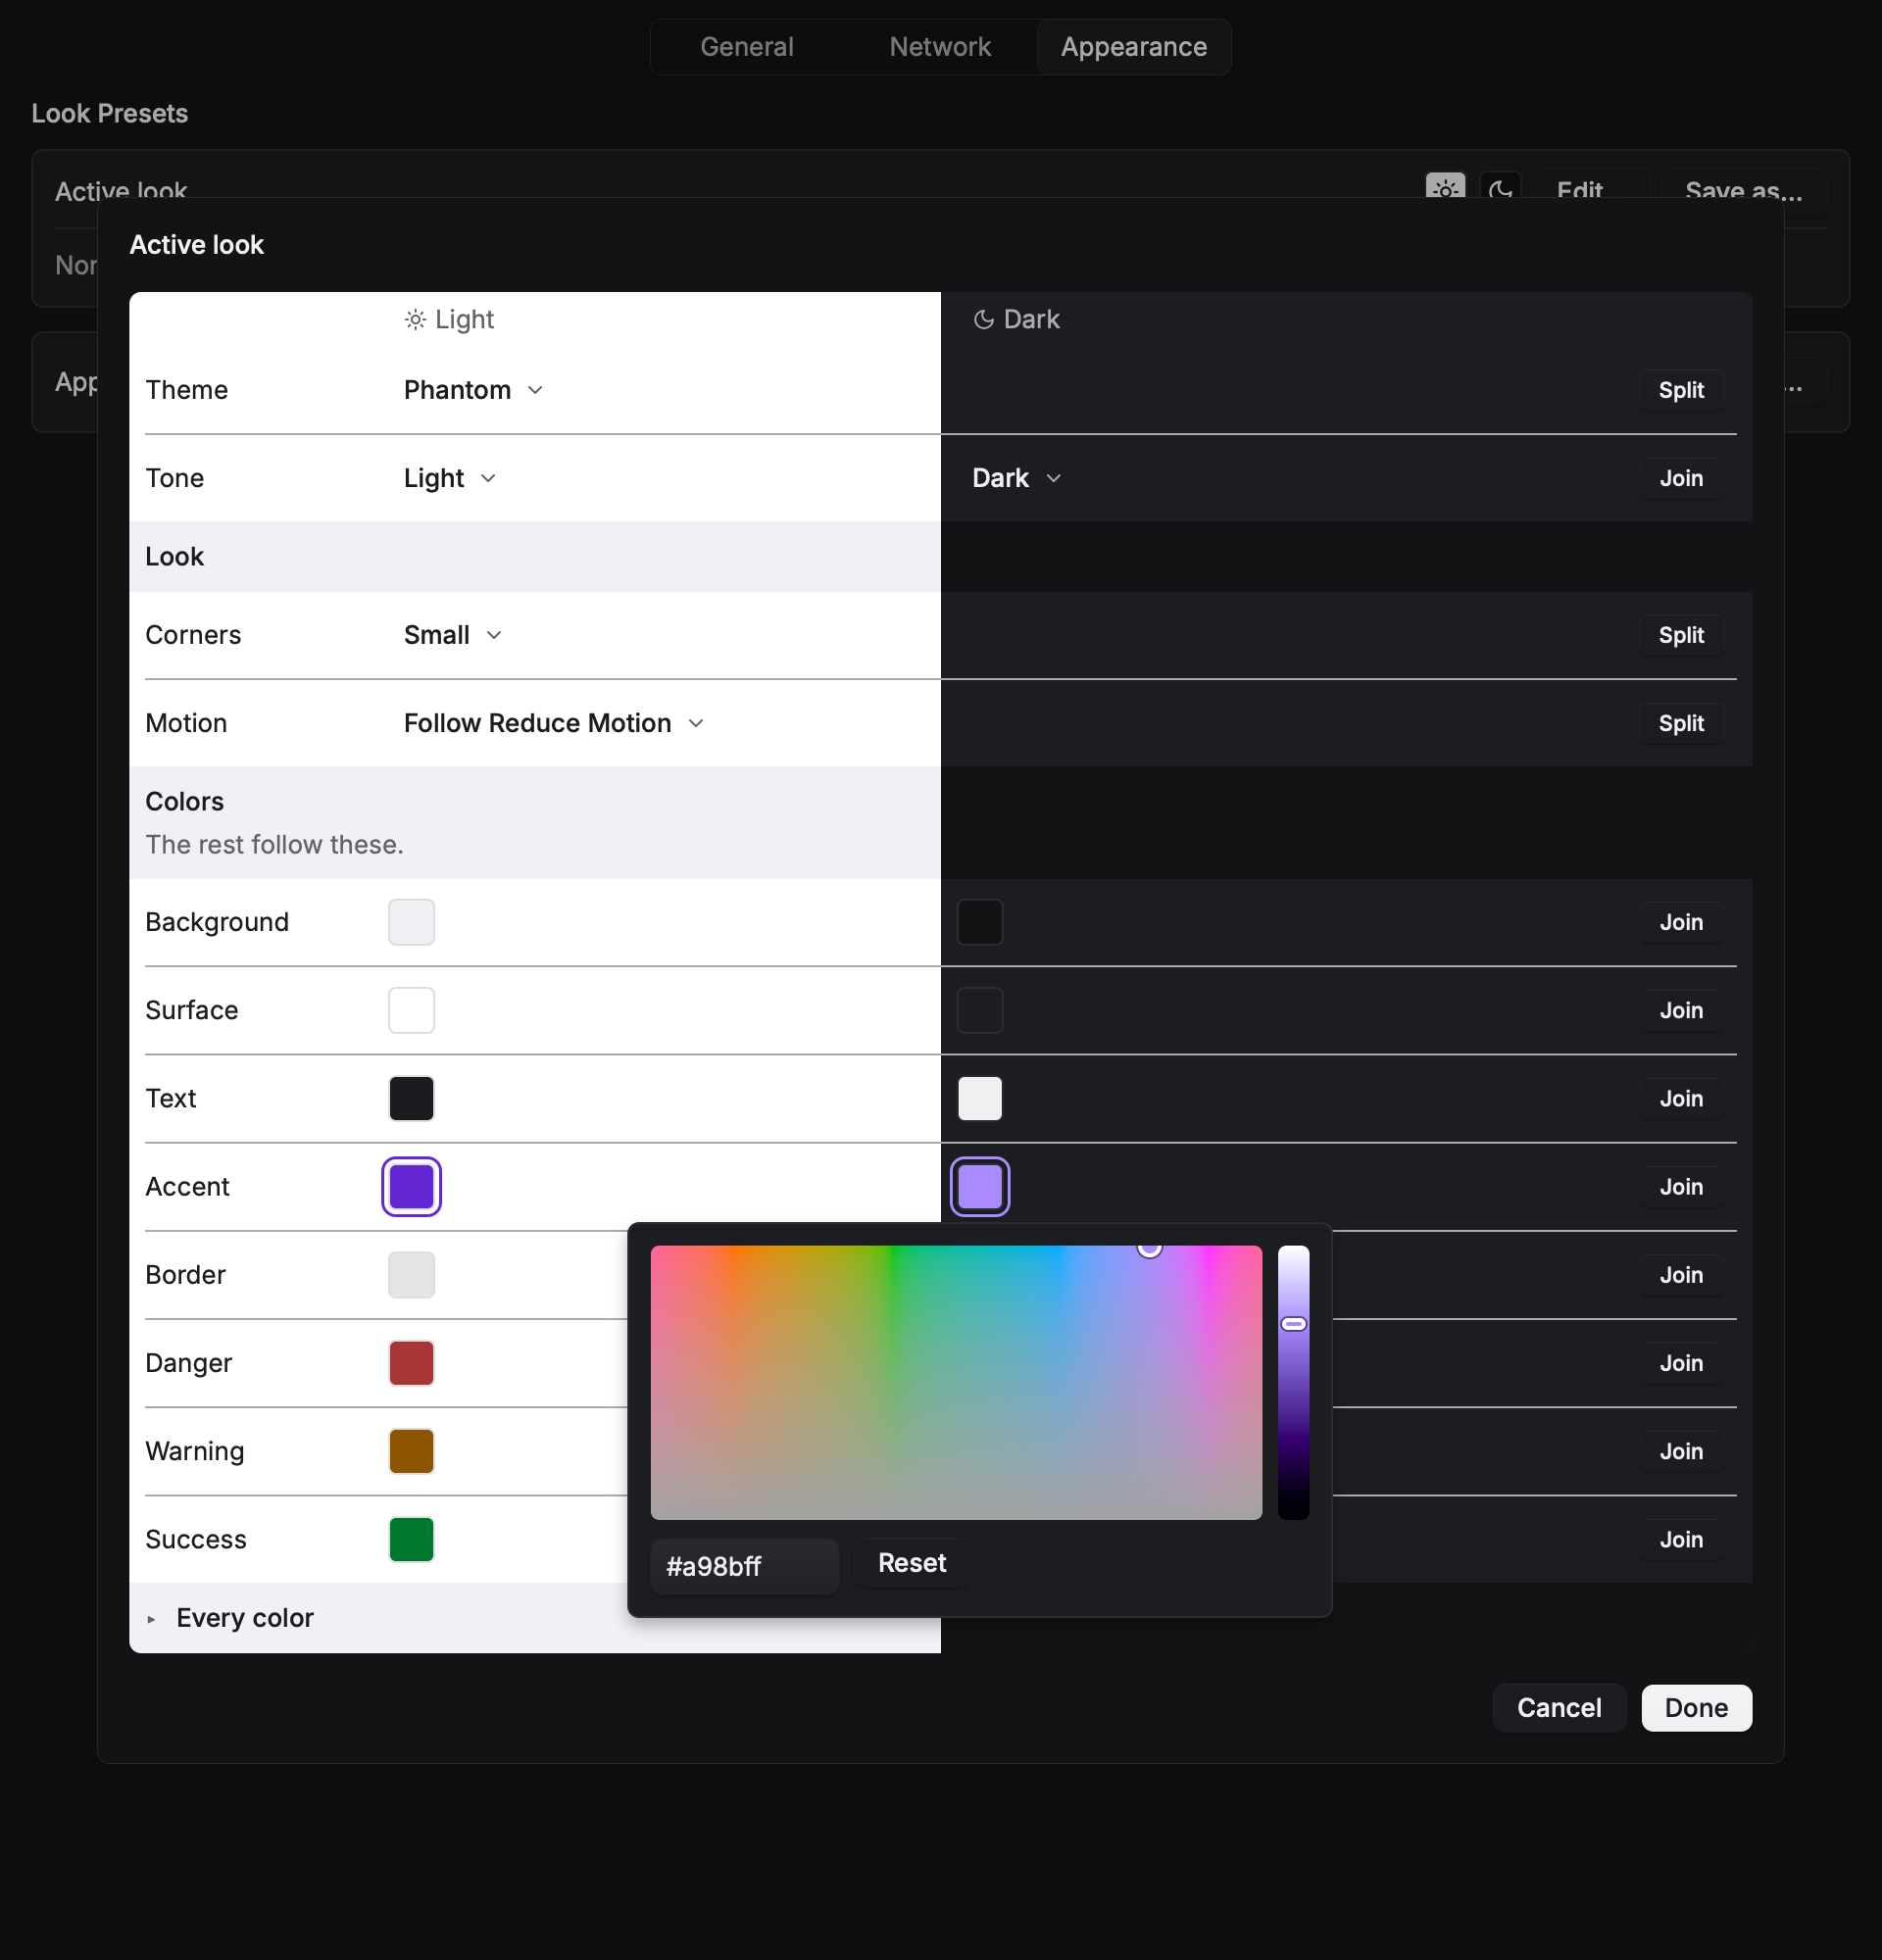 General Network Appearance
Look Presets
Active look Edit Save as...
Active look
Light Dark
Theme Phantom Split
Tone Light Dark Join
Look
Corners Small Split
Motion Follow Reduce Motion Split
Colors
The rest follow these.
Background Join
Surface Join
Text Join
Accent Join
Border Join
Danger Join
Warning Join
Success Join
#a98bff Reset
Every color
Cancel Done